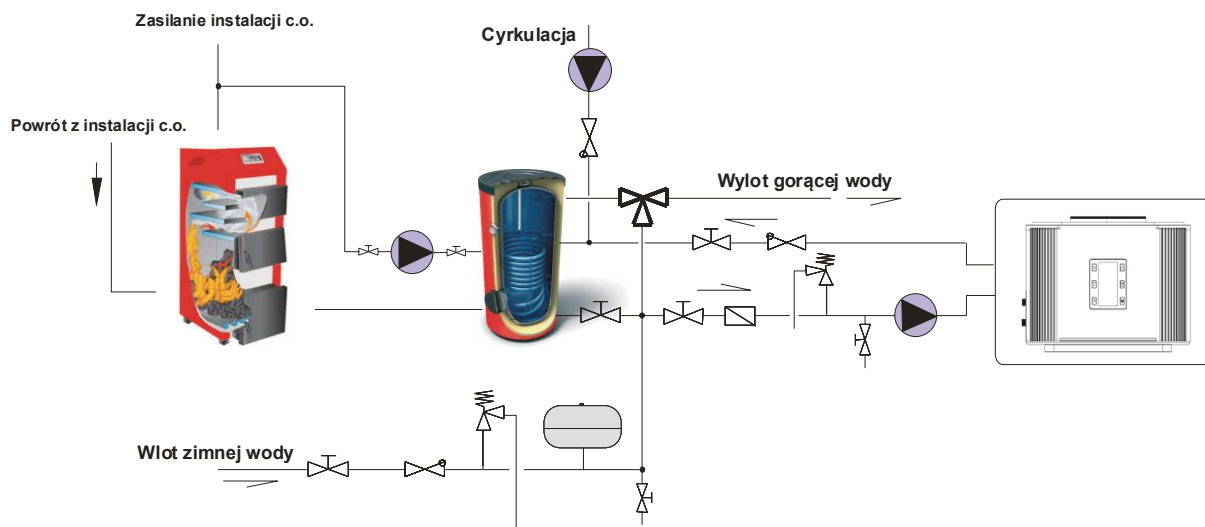 Zasilanie instalacji c.o.
Cyrkulacja
Powrót z instalacji c.o.
Wylot gorącej wody
Wlot zimnej wody